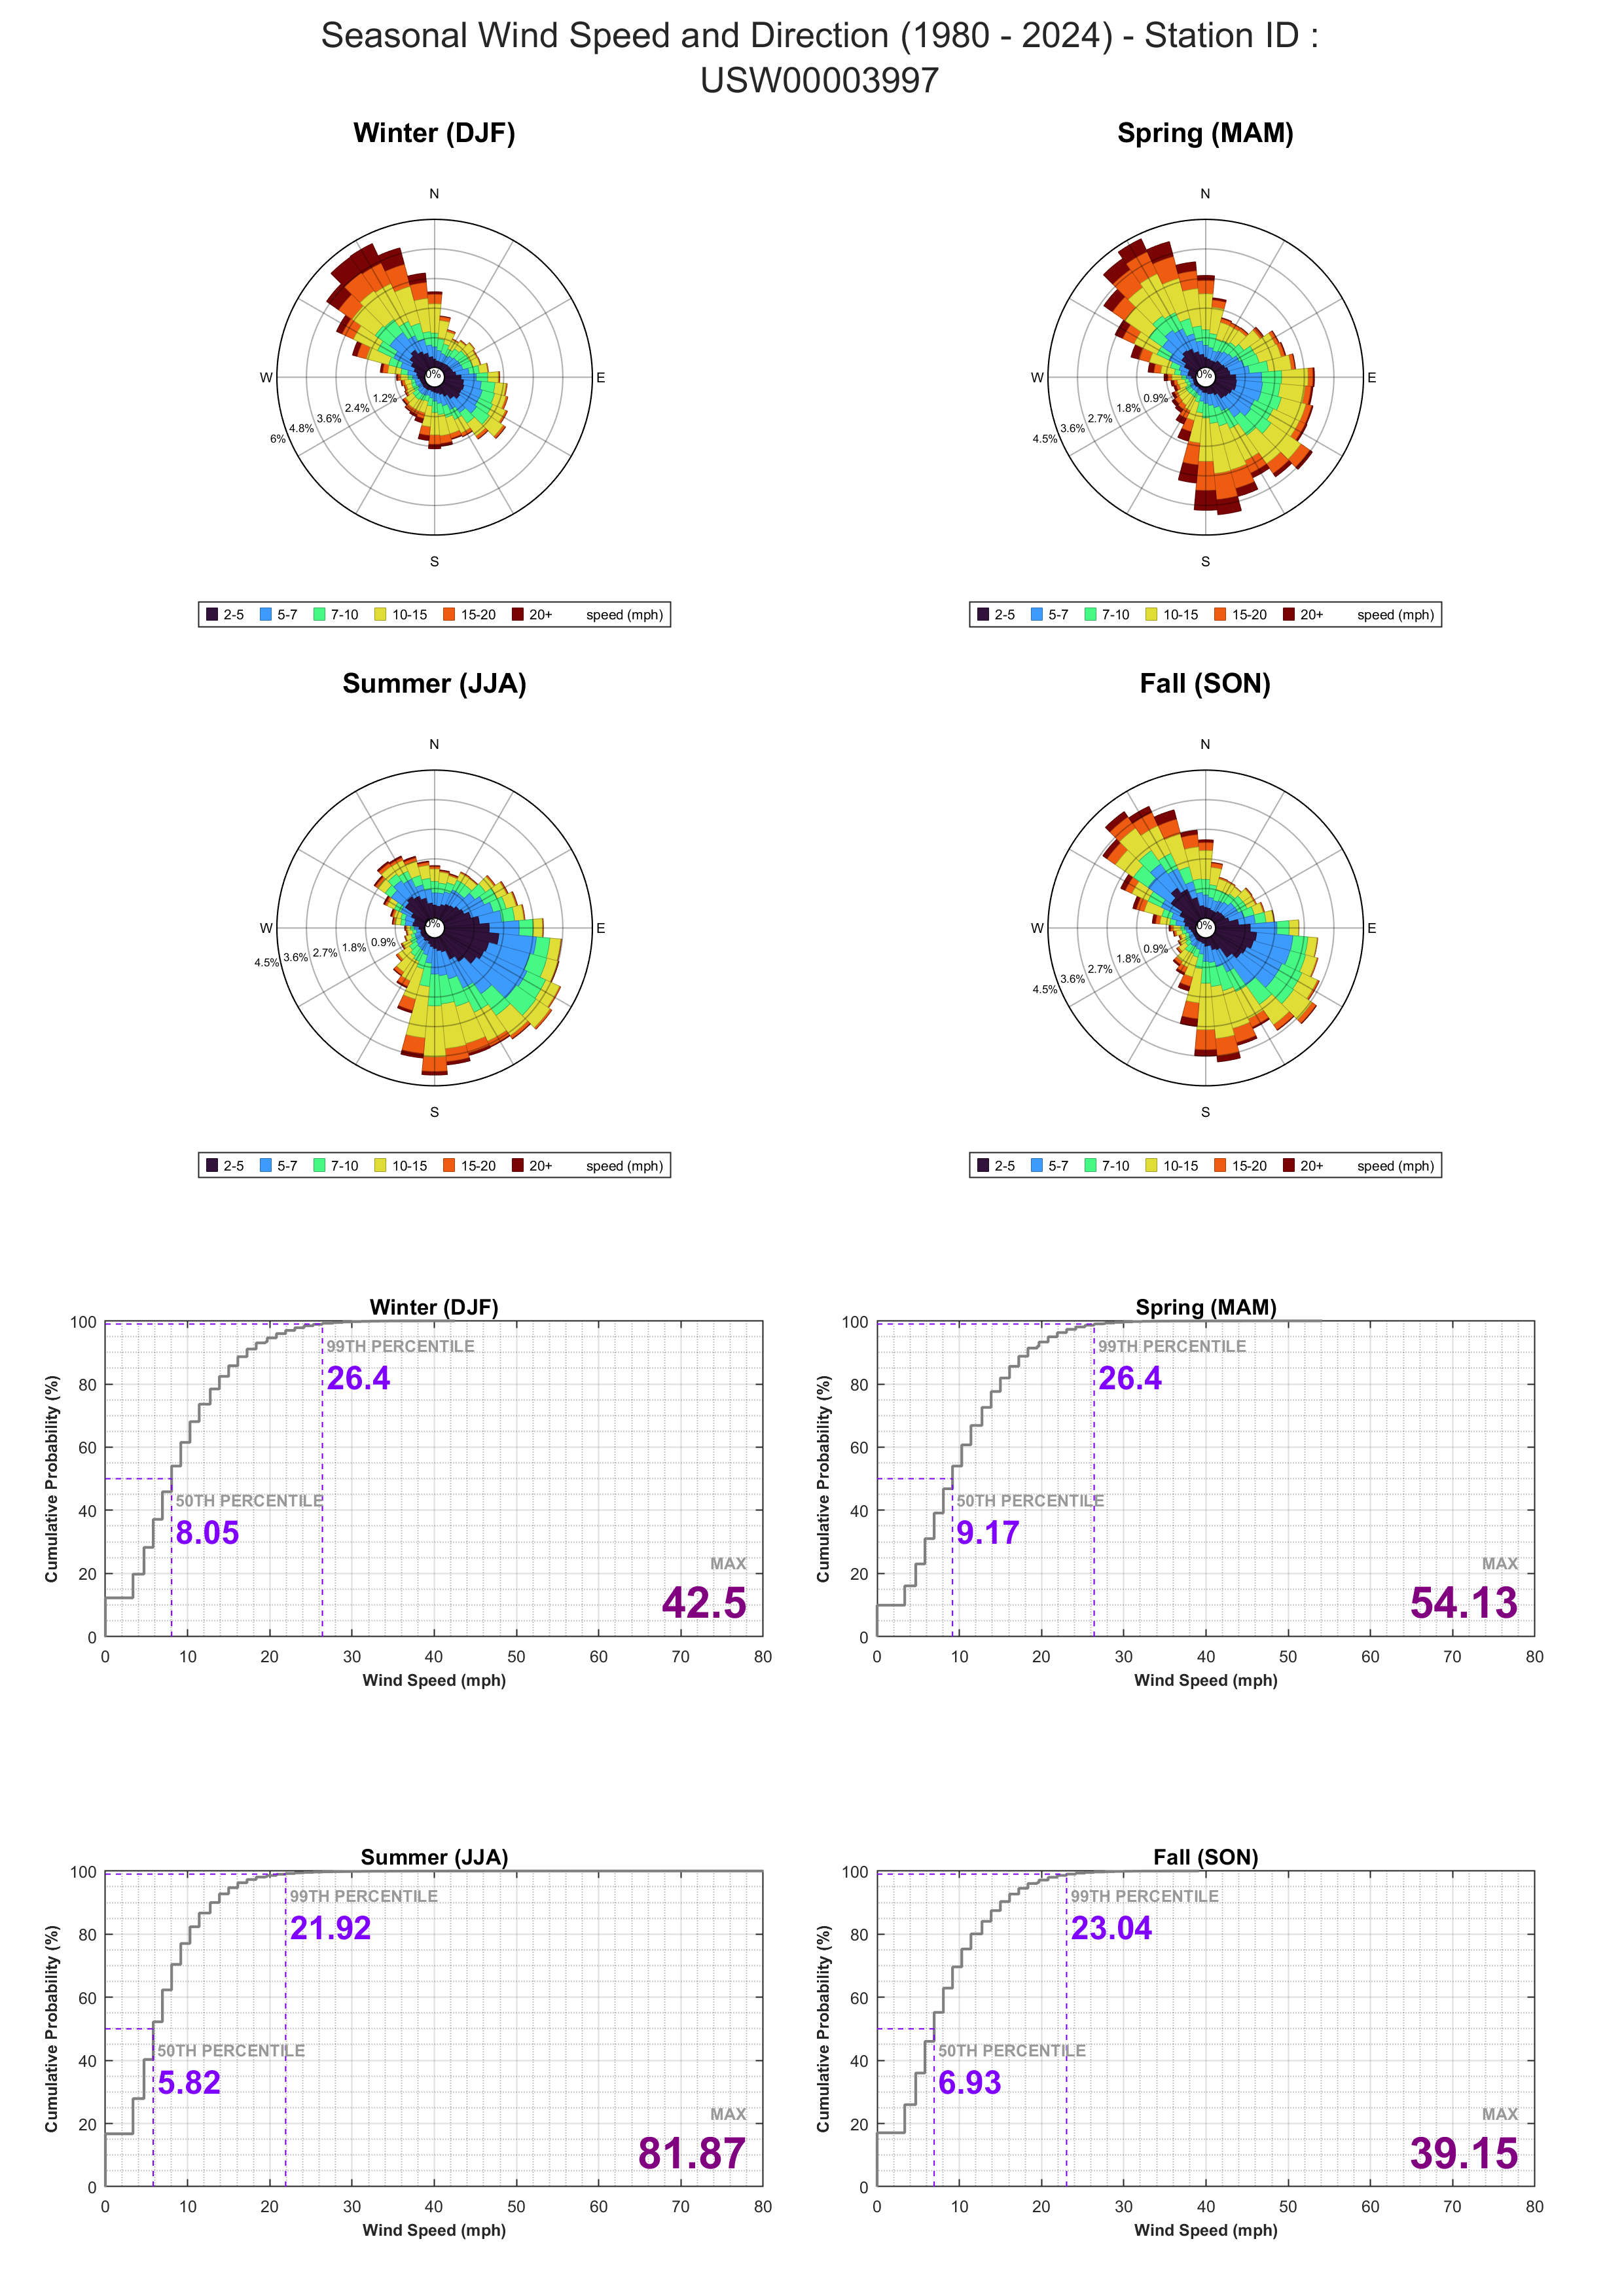 Seasonal Wind Speed and Direction (1980 - 2024) - Station ID :
USW00003997
Winter (DJF)
N
W
E
S
0%
1.2%
2.4%
3.6%
4.8%
6%
2-5 5-7 7-10 10-15 15-20 20+ speed (mph)
Spring (MAM)
N
W
E
S
0%
0.9%
1.8%
2.7%
3.6%
4.5%
2-5 5-7 7-10 10-15 15-20 20+ speed (mph)
Summer (JJA)
N
W
E
S
0%
0.9%
1.8%
2.7%
3.6%
4.5%
2-5 5-7 7-10 10-15 15-20 20+ speed (mph)
Fall (SON)
N
W
E
S
0%
0.9%
1.8%
2.7%
3.6%
4.5%
2-5 5-7 7-10 10-15 15-20 20+ speed (mph)
Winter (DJF)
Cumulative Probability (%)
100
80
60
40
20
0
99TH PERCENTILE
26.4
50TH PERCENTILE
8.05
MAX
42.5
0 10 20 30 40 50 60 70 80
Wind Speed (mph)
Spring (MAM)
Cumulative Probability (%)
100
80
60
40
20
0
99TH PERCENTILE
26.4
50TH PERCENTILE
9.17
MAX
54.13
0 10 20 30 40 50 60 70 80
Wind Speed (mph)
Summer (JJA)
Cumulative Probability (%)
100
80
60
40
20
0
99TH PERCENTILE
21.92
50TH PERCENTILE
5.82
MAX
81.87
0 10 20 30 40 50 60 70 80
Wind Speed (mph)
Fall (SON)
Cumulative Probability (%)
100
80
60
40
20
0
99TH PERCENTILE
23.04
50TH PERCENTILE
6.93
MAX
39.15
0 10 20 30 40 50 60 70 80
Wind Speed (mph)